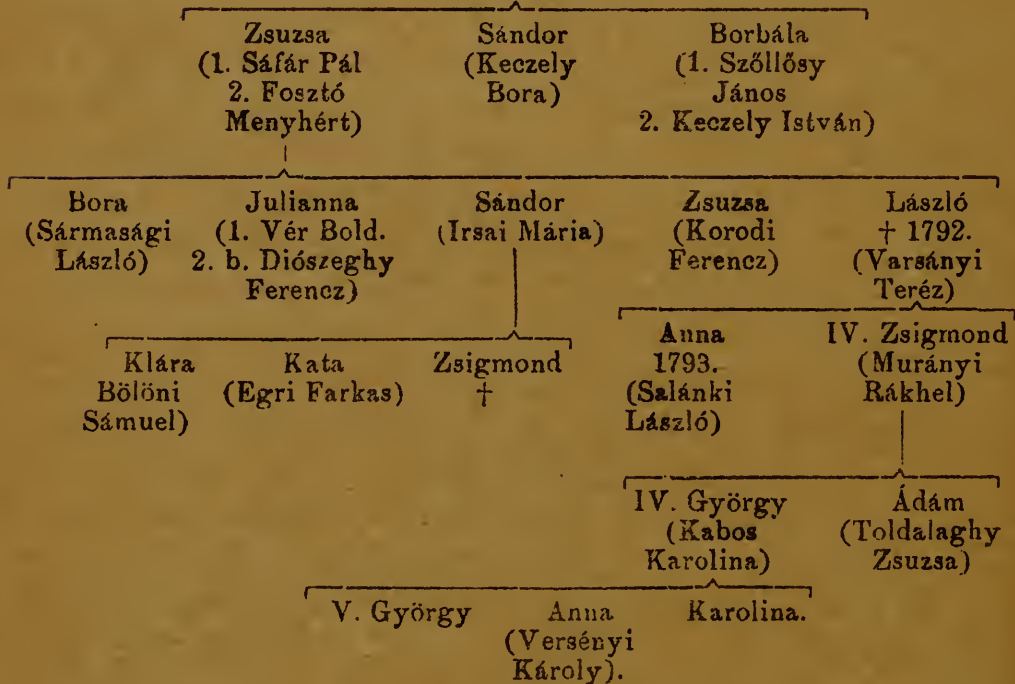 Zsuzsa Sándor Borbála
(1. Sáfár Pál (Keczely (1. Szőllősy
2. Fosztó Bora) János
Menyhért) 2. Keczely István)
Bora Julianna Sándor Zsuzsa László
(Sármasági (1. Vér Bold. (Irsai Mária) (Korodi † 1792.
László) 2. b. Diószeghy Ferencz) (Varsányi
Ferencz) Teréz)
Klára Kata Zsigmond Anna IV. Zsigmond
Bölöni (Egri Farkas) † 1793. (Murányi
Sámuel) (Salánki Rákhel)
László)
IV. György Ádám
(Kabos (Toldalaghy
Karolina) Zsuzsa)
V. György Anna Karolina.
(Versényi
Károly).